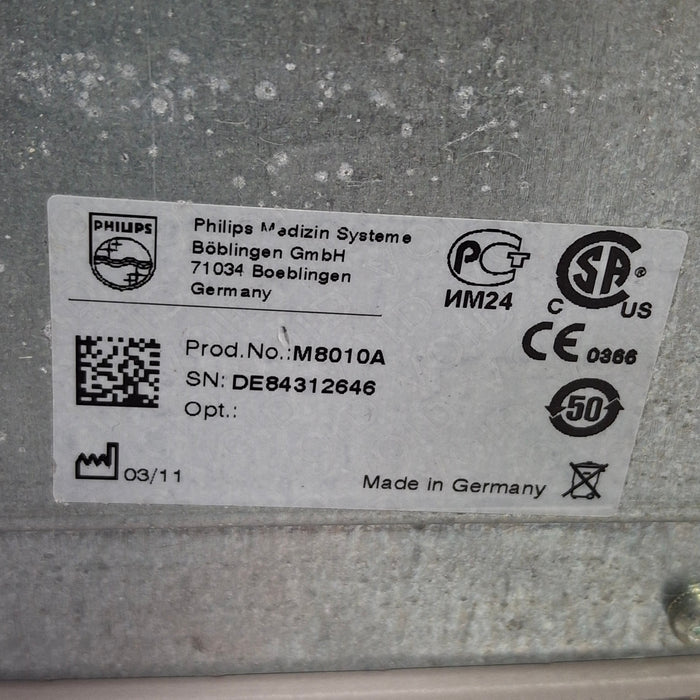 PHILIPS
Philips Medizin Systeme
Böblingen GmbH
71034 Boeblingen
Germany
PCT
ИМ24
SA ®
C US
Prod.No.:M8010A
CE 0366
SN: DE84312646
Opt.:
50
03/11
Made in Germany